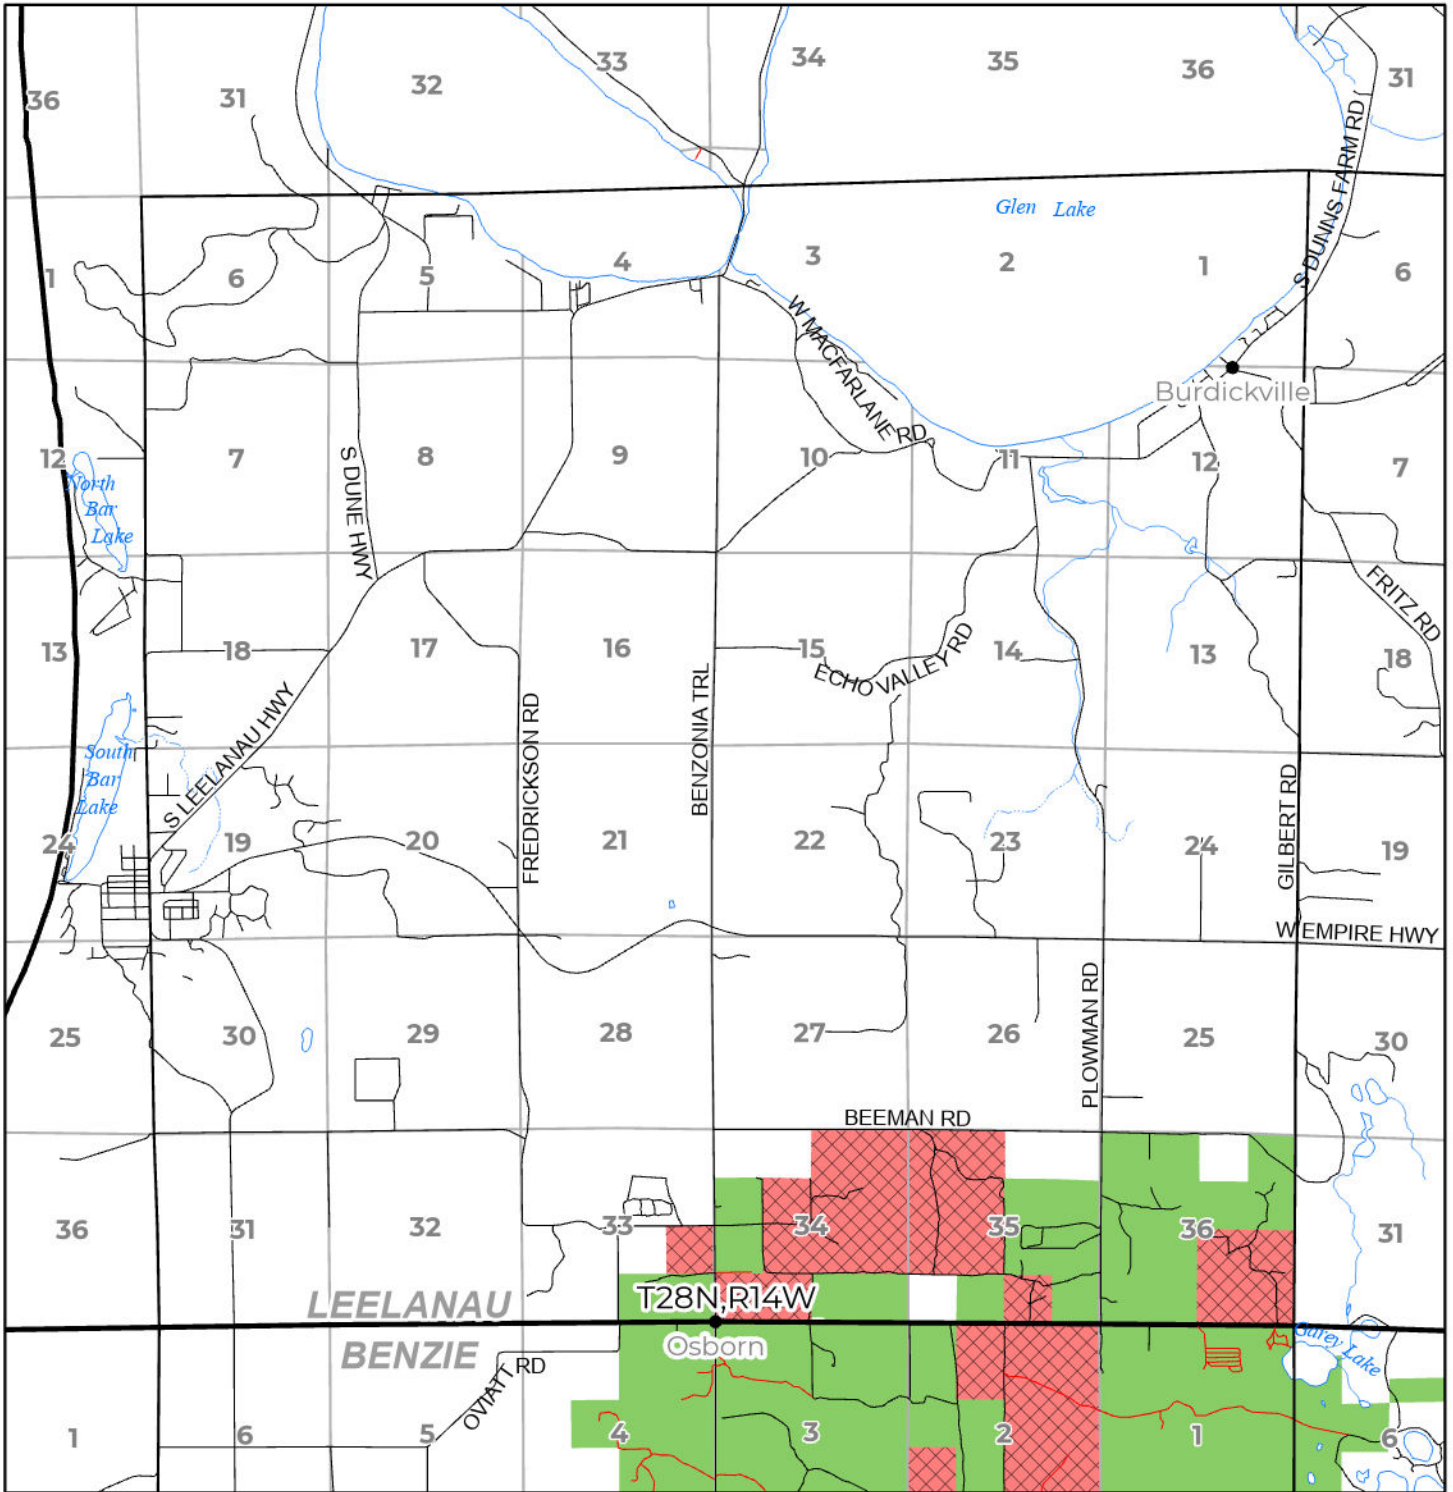 33
34
35
36
31
32
31
36
S DUNNS FARM RD
Glen Lake
1
6
5
4
3
2
1
6
W MACFARLANE RD
Burdickville
12
7
8
9
10
11
12
7
North
Bar
Lake
S DUNE HWY
FRITZ RD
13
18
17
16
15
14
13
18
ECHO VALLEY RD
BENZONIA TRL
FREDRICKSON RD
S LEELANAU HWY
South
Bar
Lake
GILBERT RD
24
19
20
21
22
23
24
19
W EMPIRE HWY
PLOWMAN RD
25
30
29
28
27
26
25
30
BEEMAN RD
36
31
32
33
34
35
36
31
LEELANAU
T28N,R14W
BENZIE
Osborn
Garey Lake
OVIATT RD
1
6
5
4
3
2
1
6